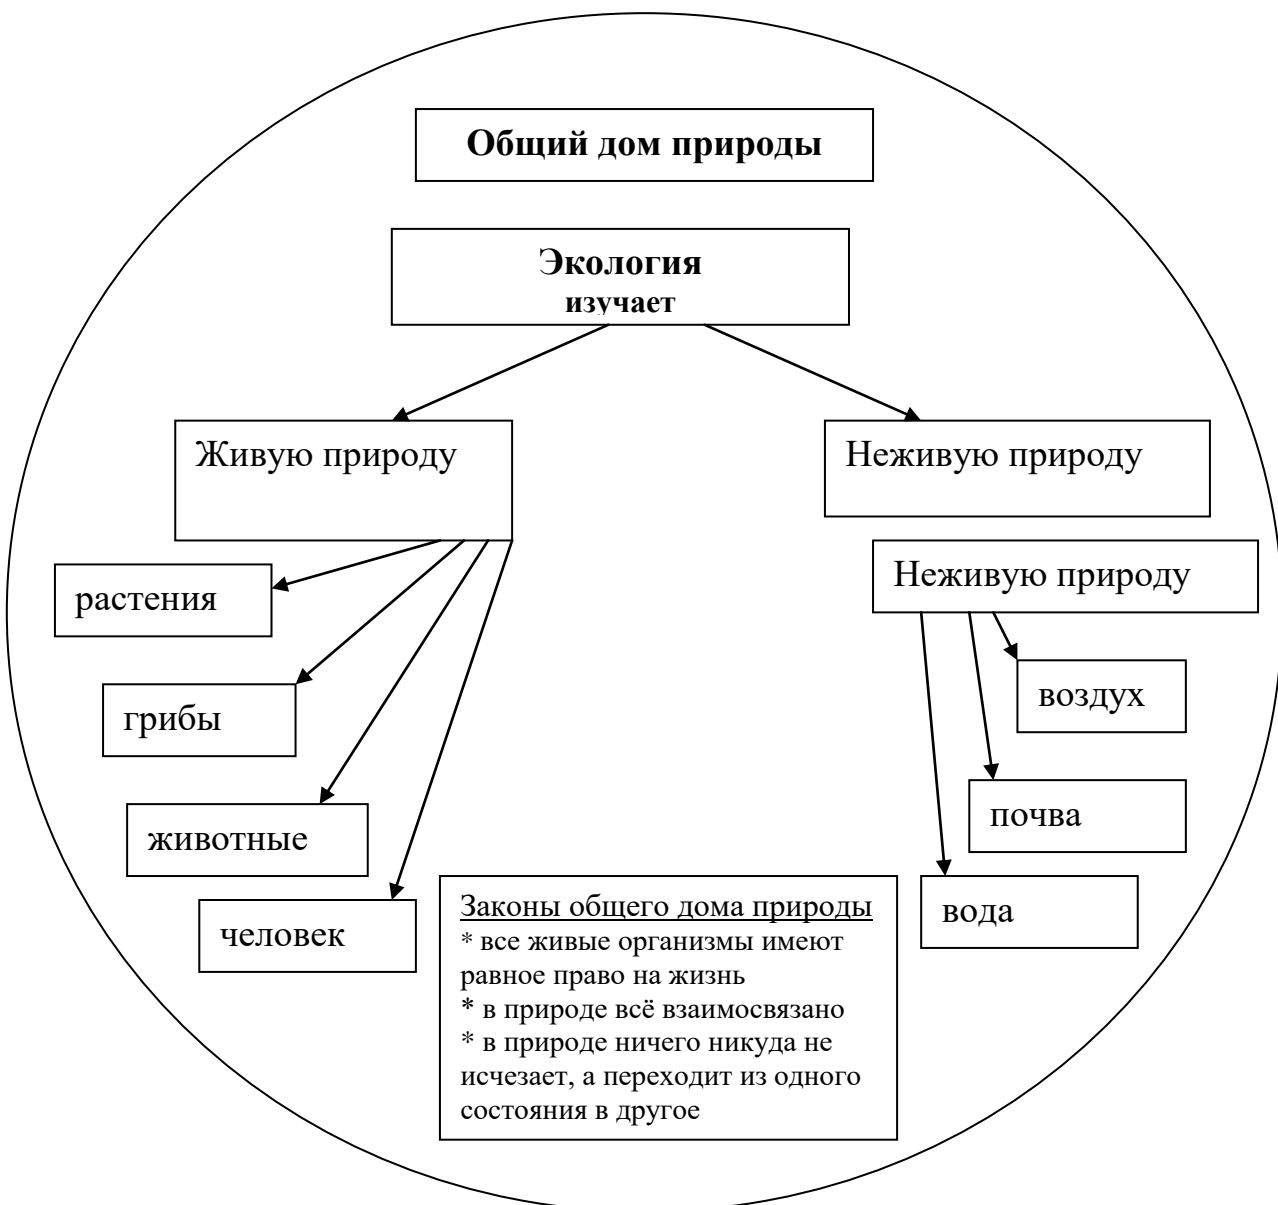 Общий дом природы
Экология
изучает
Живую природу
Неживую природу
Неживую природу
растения
воздух
грибы
почва
животные
вода
человек
Законы общего дома природы
* все живые организмы имеют
равное право на жизнь
* в природе всё взаимосвязано
* в природе ничего никуда не
исчезает, а переходит из одного
состояния в другое